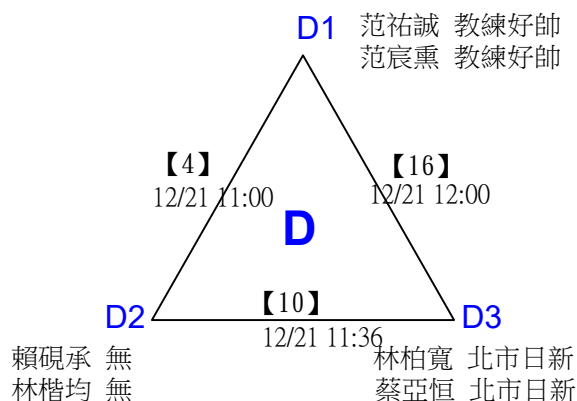 D1 范祐誠 教練好帥
范宸熏 教練好帥
【4】
12/21 11:00
【16】
12/21 12:00
D
【10】
12/21 11:36
D2
D3
賴硯承 無
林楷均 無
林柏寬 北市日新
蔡亞恒 北市日新